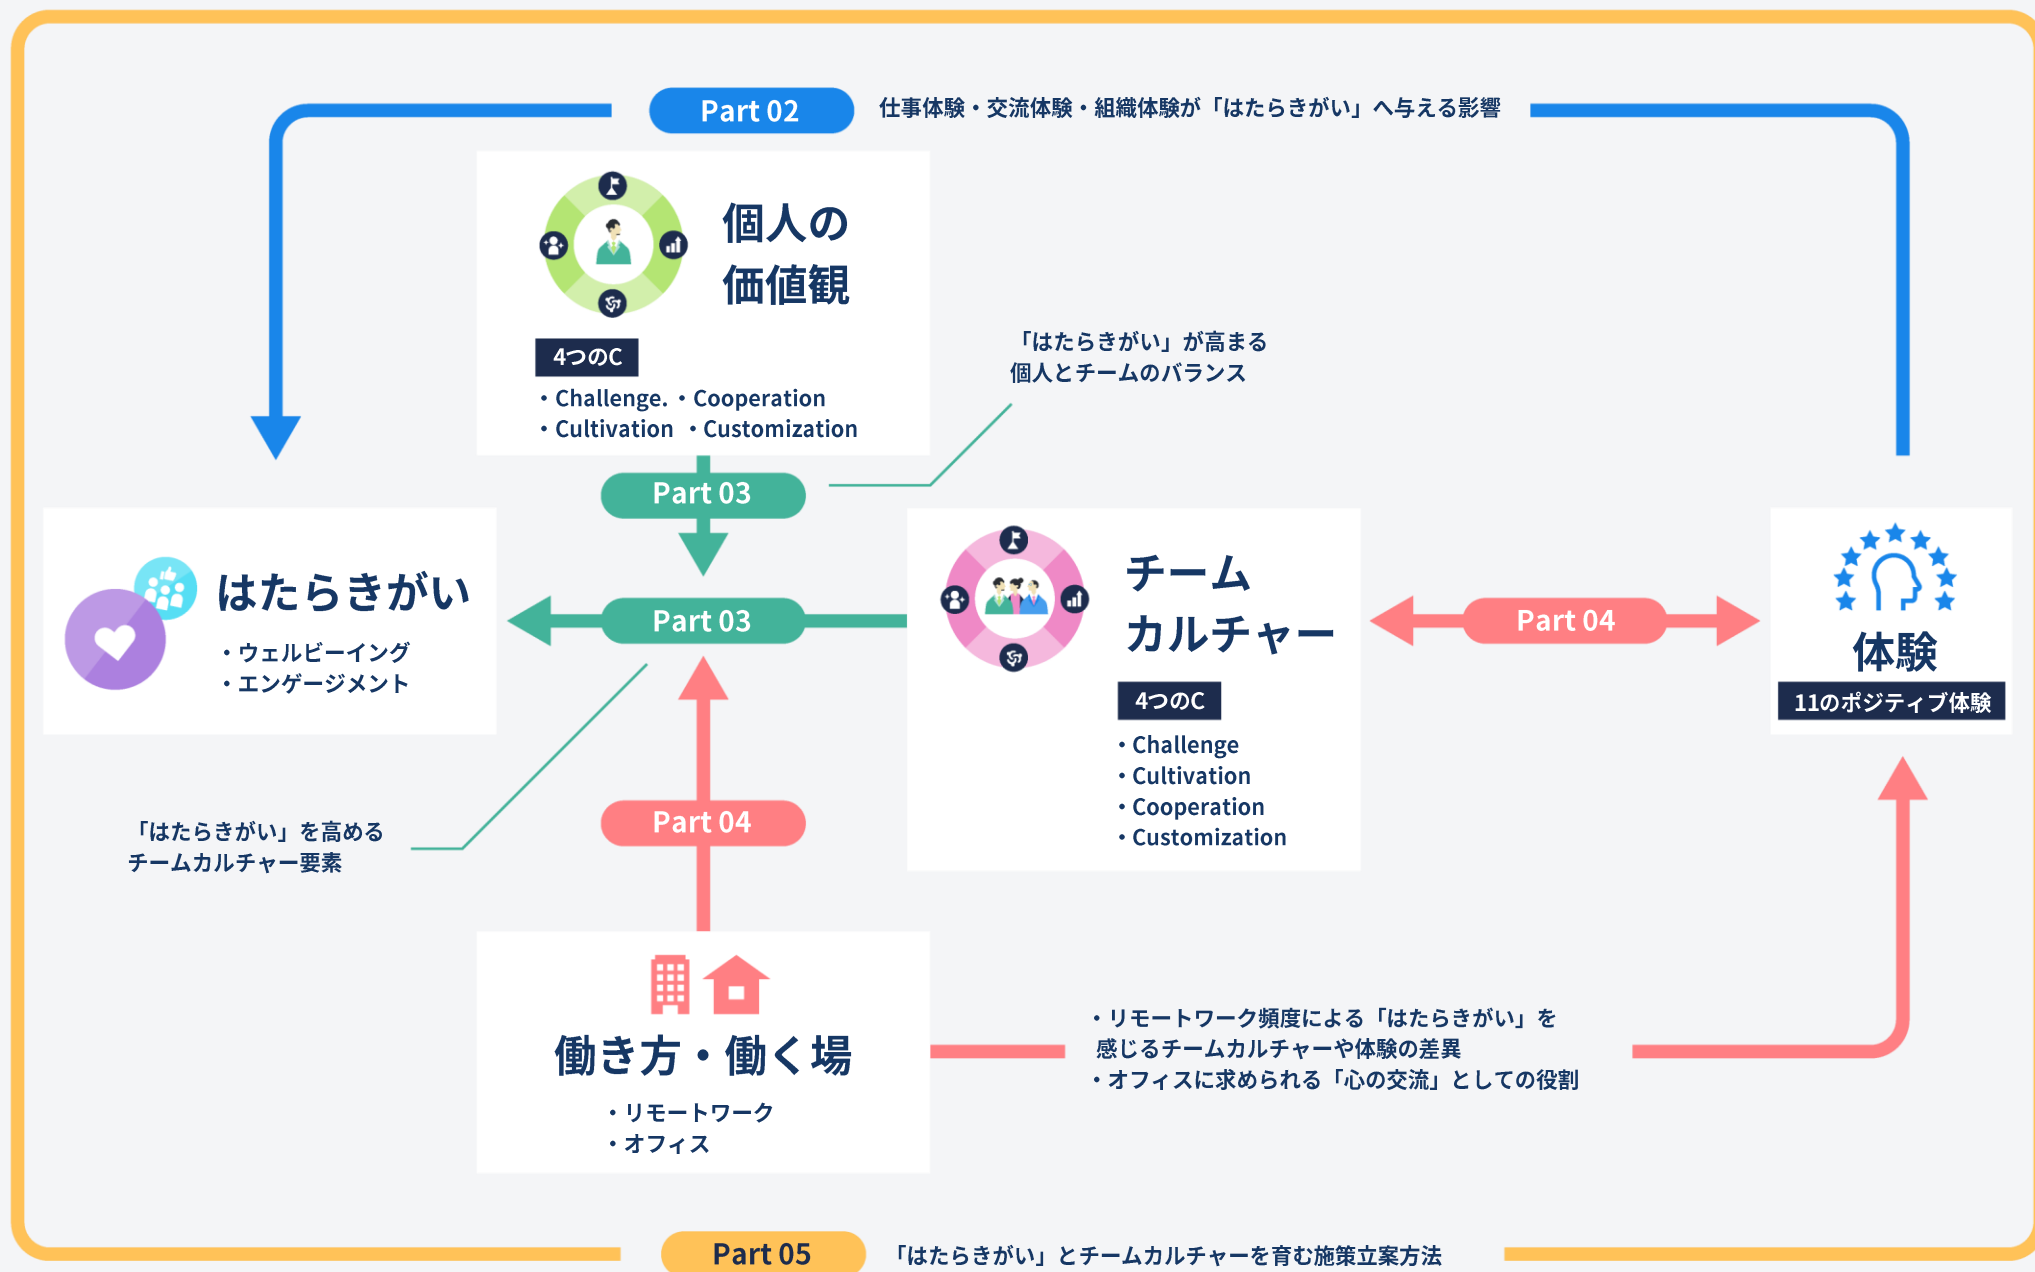 Part 02
仕事体験・交流体験・組織体験が「はたらきがい」へ与える影響
個人の
価値観
4つのC
・Challenge. ・Cooperation
・Cultivation ・Customization
「はたらきがい」が高まる
個人とチームのバランス
Part 03
はたらきがい
・ウェルビーイング
・エンゲージメント
Part 03
チーム
カルチャー
4つのC
・Challenge
・Cultivation
・Cooperation
・Customization
Part 04
体験
11のポジティブ体験
「はたらきがい」を高める
チームカルチャー要素
Part 04
働き方・働く場
・リモートワーク
・オフィス
・リモートワーク頻度による「はたらきがい」を
感じるチームカルチャーや体験の差異
・オフィスに求められる「心の交流」としての役割
Part 05
「はたらきがい」とチームカルチャーを育む施策立案方法